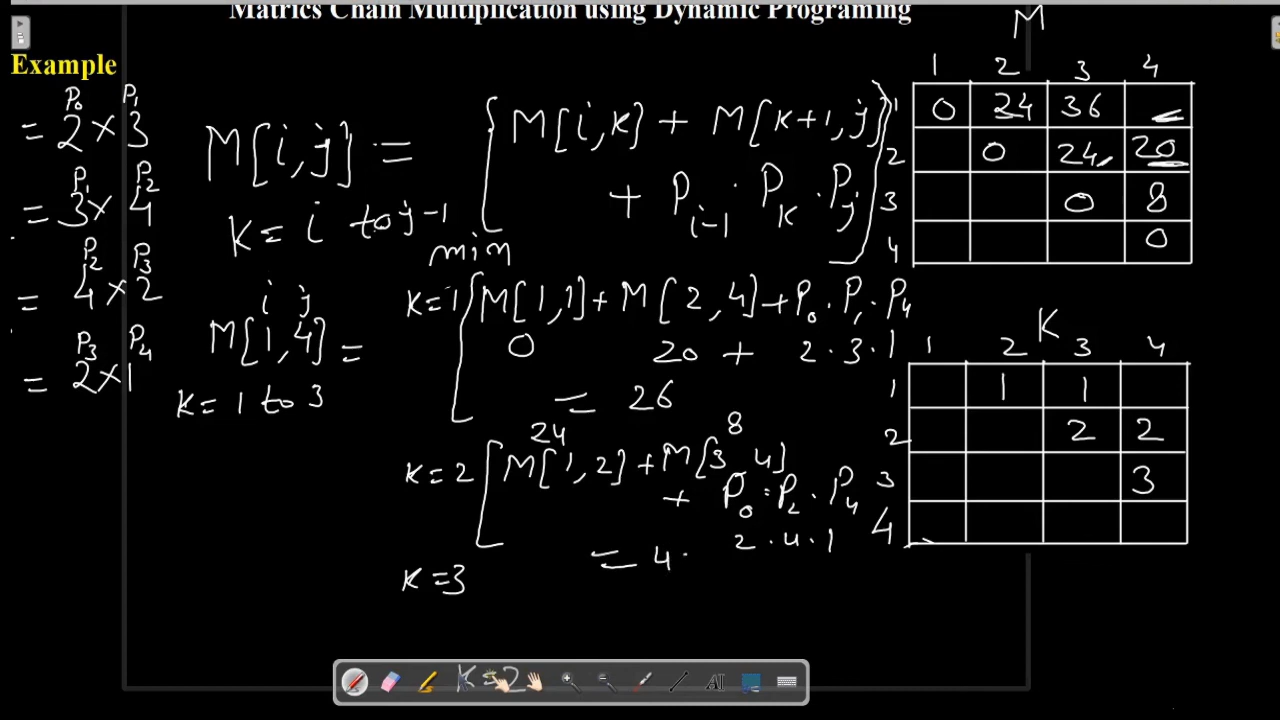 Matrics Chain Multiplication using Dynamic Programing
Example
P0 P1
= 2 × 3
P1 P2
= 3 × 4
P2 P3
= 4 × 2
P3 P4
= 2 × 1
M[i,j] =
K = i to j-1
min
{ M[i,k] + M[k+1,j]
+ Pi-1 . Pk . Pj }
i j
M[1,4] =
K = 1 to 3
K=1 [ M[1,1] + M[2,4] + P0 . P1 . P4
0 20 + 2 . 3 . 1
= 26
24 8
K=2 [ M[1,2] + M[3 4]
+ P0 . P2 . P4
2 . 4 . 1
= 4
K=3
K=2
AI
M
1 2 3 4
1 0 24 36
2 0 24 20
3 0 8
4 0
K
1 2 3 4
1 1 1
2 2 2
3 3
4